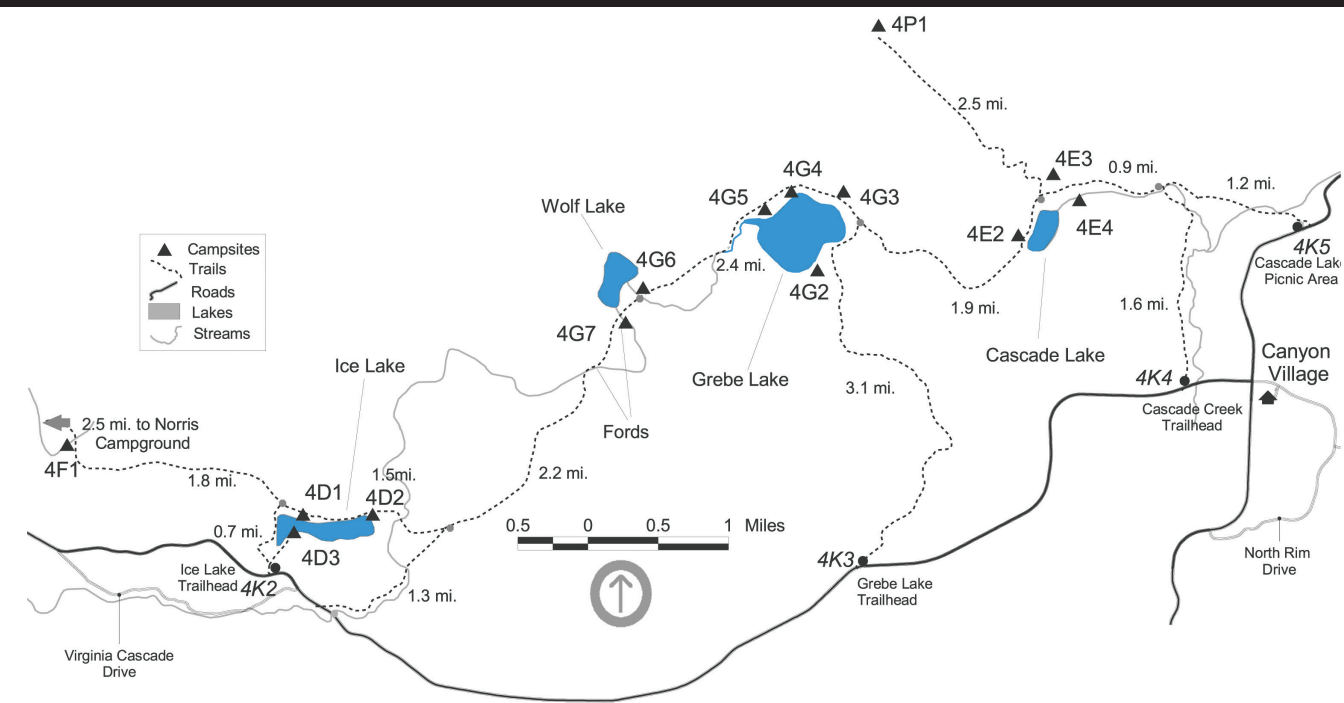 4P1
2.5 mi.
4E3
0.9 mi.
4G4
4G5
4G3
1.2 mi.
Wolf Lake
4E2
4E4
4K5
Cascade Lak
Picnic Area
Campsites
Trails
Roads
Lakes
Streams
4G6
2.4 mi.
4G2
1.9 mi.
1.6 mi.
4G7
Ice Lake
Grebe Lake
Cascade Lake
Canyon
Village
3.1 mi.
4K4
Cascade Creek
Trailhead
2.5 mi. to Norris
Campground
Fords
4F1
1.8 mi.
1.5mi.
2.2 mi.
4D1
4D2
0.7 mi.
0.5
0
0.5
1
Miles
4D3
Ice Lake
Trailhead
4K2
4K3
Grebe Lake
Trailhead
North Rim
Drive
1.3 mi.
Virginia Cascade
Drive